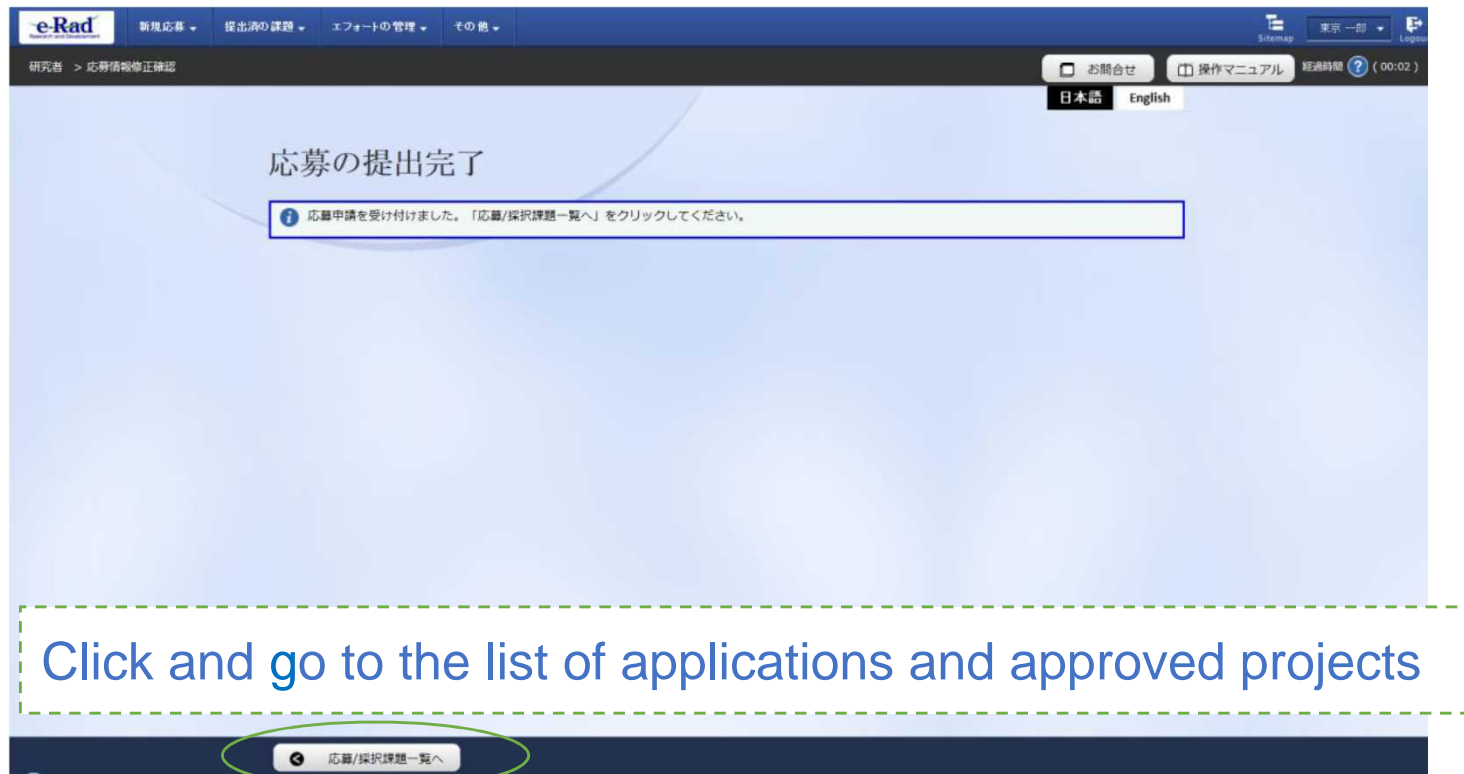 e-Rad 新規応募 提出済の課題 エフォートの管理 その他 Sitemap 東京 一郎
Research and Development
研究者 > 応募情報修正確認 お問合せ 操作マニュアル 経過時間 ? ( 00:02 )
日本語 English
応募の提出完了
応募申請を受け付けました。「応募/採択課題一覧へ」をクリックしてください。
Click and go to the list of applications and approved projects
応募/採択課題一覧へ